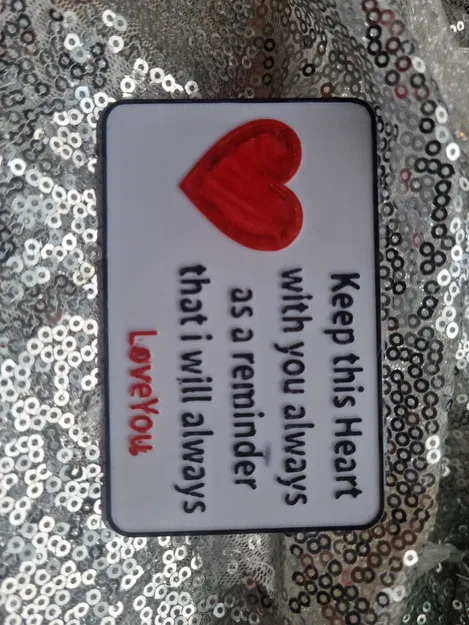 Keep this Heart
with you always
as a reminder
that i will always
LoveYou